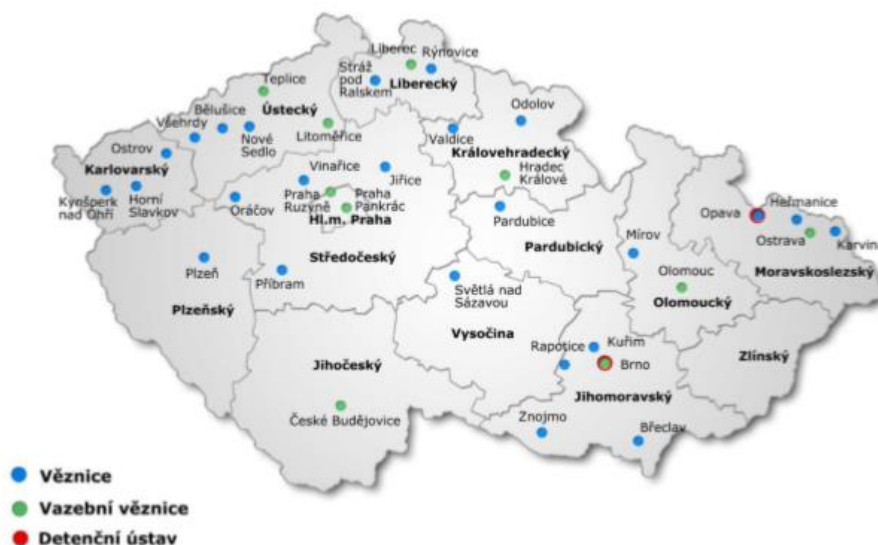 Liberec
Rýnovice
Stráž
pod
Ralskem
Liberecký
Teplice
Ústecký
Bělušice
Všehrdy
Nové
Sedlo
Litoměřice
Ostrov
Karlovarský
Kynšperk
nad Ohří
Horní
Slavkov
Odolov
Valdice
Královehradecký
Hradec
Králové
Vinařice
Jiřice
Praha
Ruzyně
Praha
Pankrác
Hl.m. Praha
Oráčov
Středočeský
Příbram
Plzeň
Plzeňský
Pardubice
Pardubický
Opava
Heřmanice
Ostrava
Karvin
Moravskoslezský
Mírov
Olomouc
Olomoucký
Světlá nad
Sázavou
Vysočina
Rapotice
Kuřim
Brno
Jihomoravský
Zlínský
Jihočeský
České Budějovice
Znojmo
Břeclav
Věznice
Vazební věznice
Detenční ústav